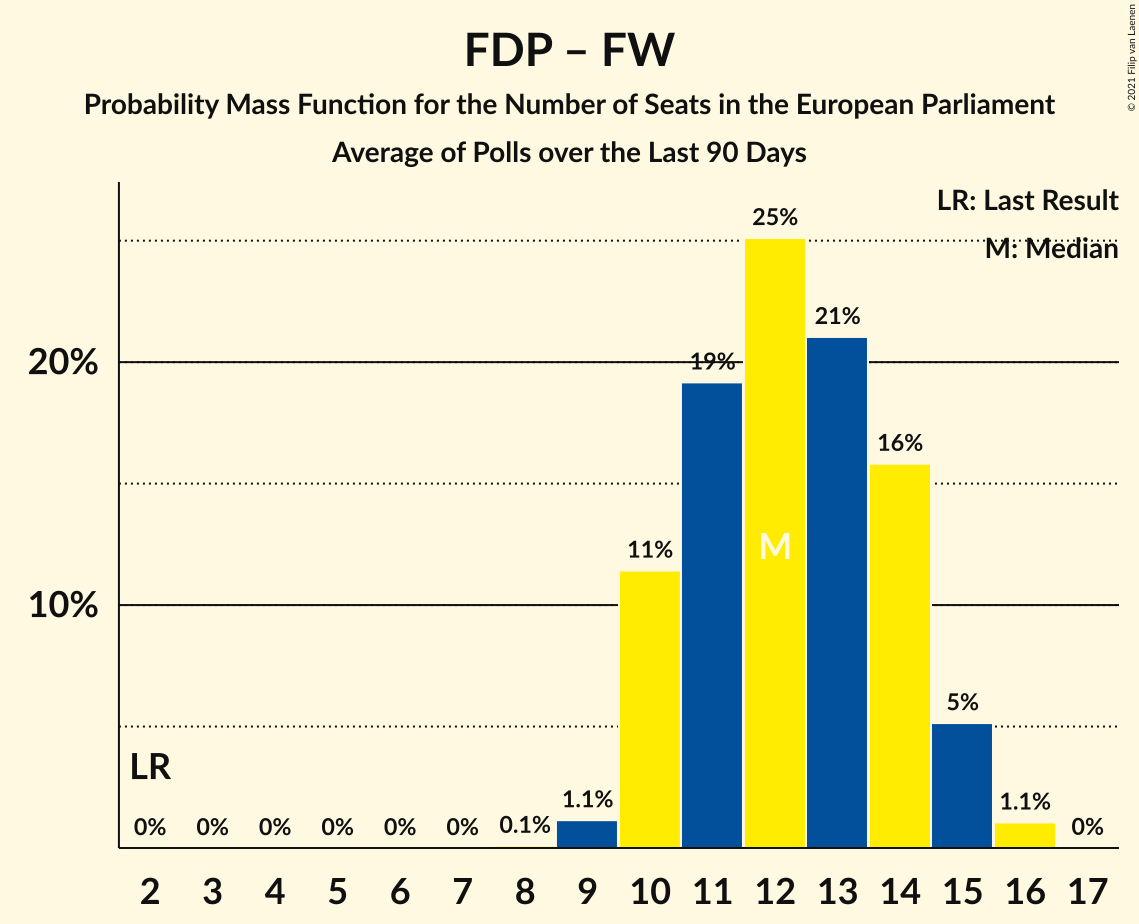 FDP – FW
Probability Mass Function for the Number of Seats in the European Parliament
Average of Polls over the Last 90 Days
© 2021 Filip van Laenen
LR: Last Result
M: Median
25%
21%
20%
19%
16%
M
11%
10%
5%
LR
1.1%
1.1%
0% 0% 0% 0% 0% 0% 0.1% 0%
2 3 4 5 6 7 8 9 10 11 12 13 14 15 16 17